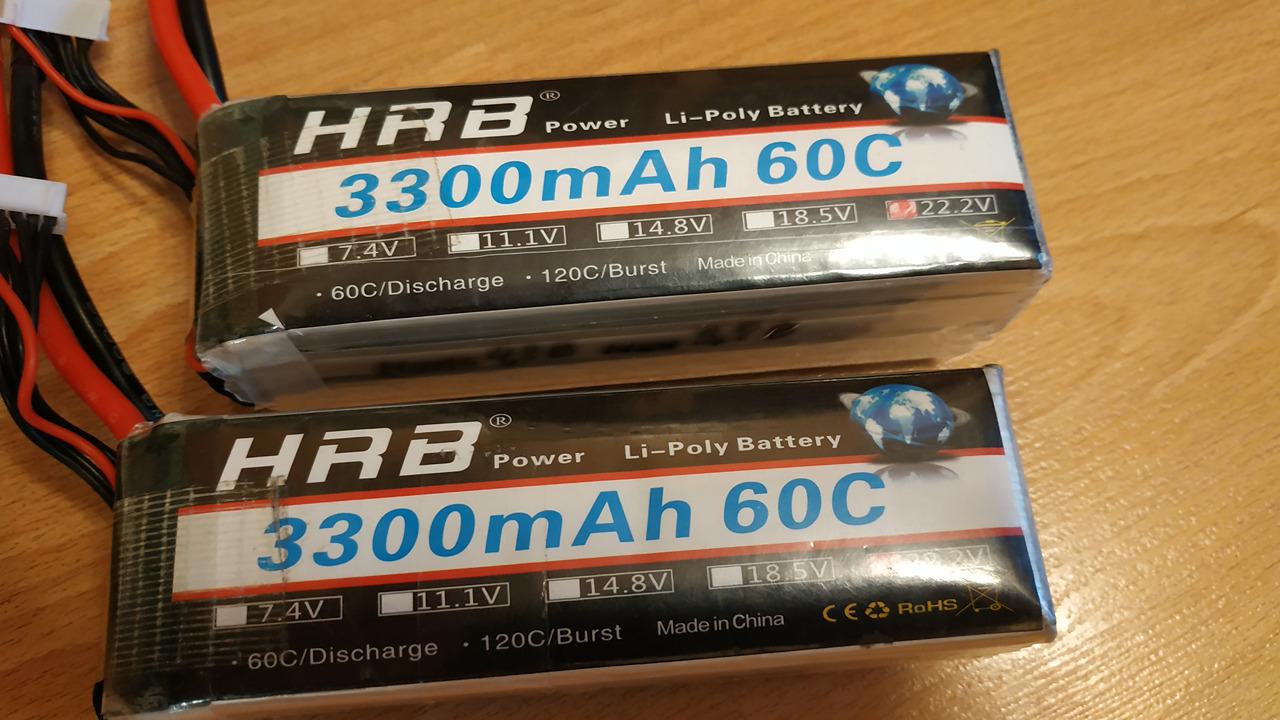 HRB® Power Li-Poly Battery
3300mAh 60C
7.4V 11.1V 14.8V 18.5V 22.2V
· 60C/Discharge · 120C/Burst Made in China
HRB® Power Li-Poly Battery
3300mAh 60C
7.4V 11.1V 14.8V 18.5V 22.2V
· 60C/Discharge · 120C/Burst Made in China CE RoHS